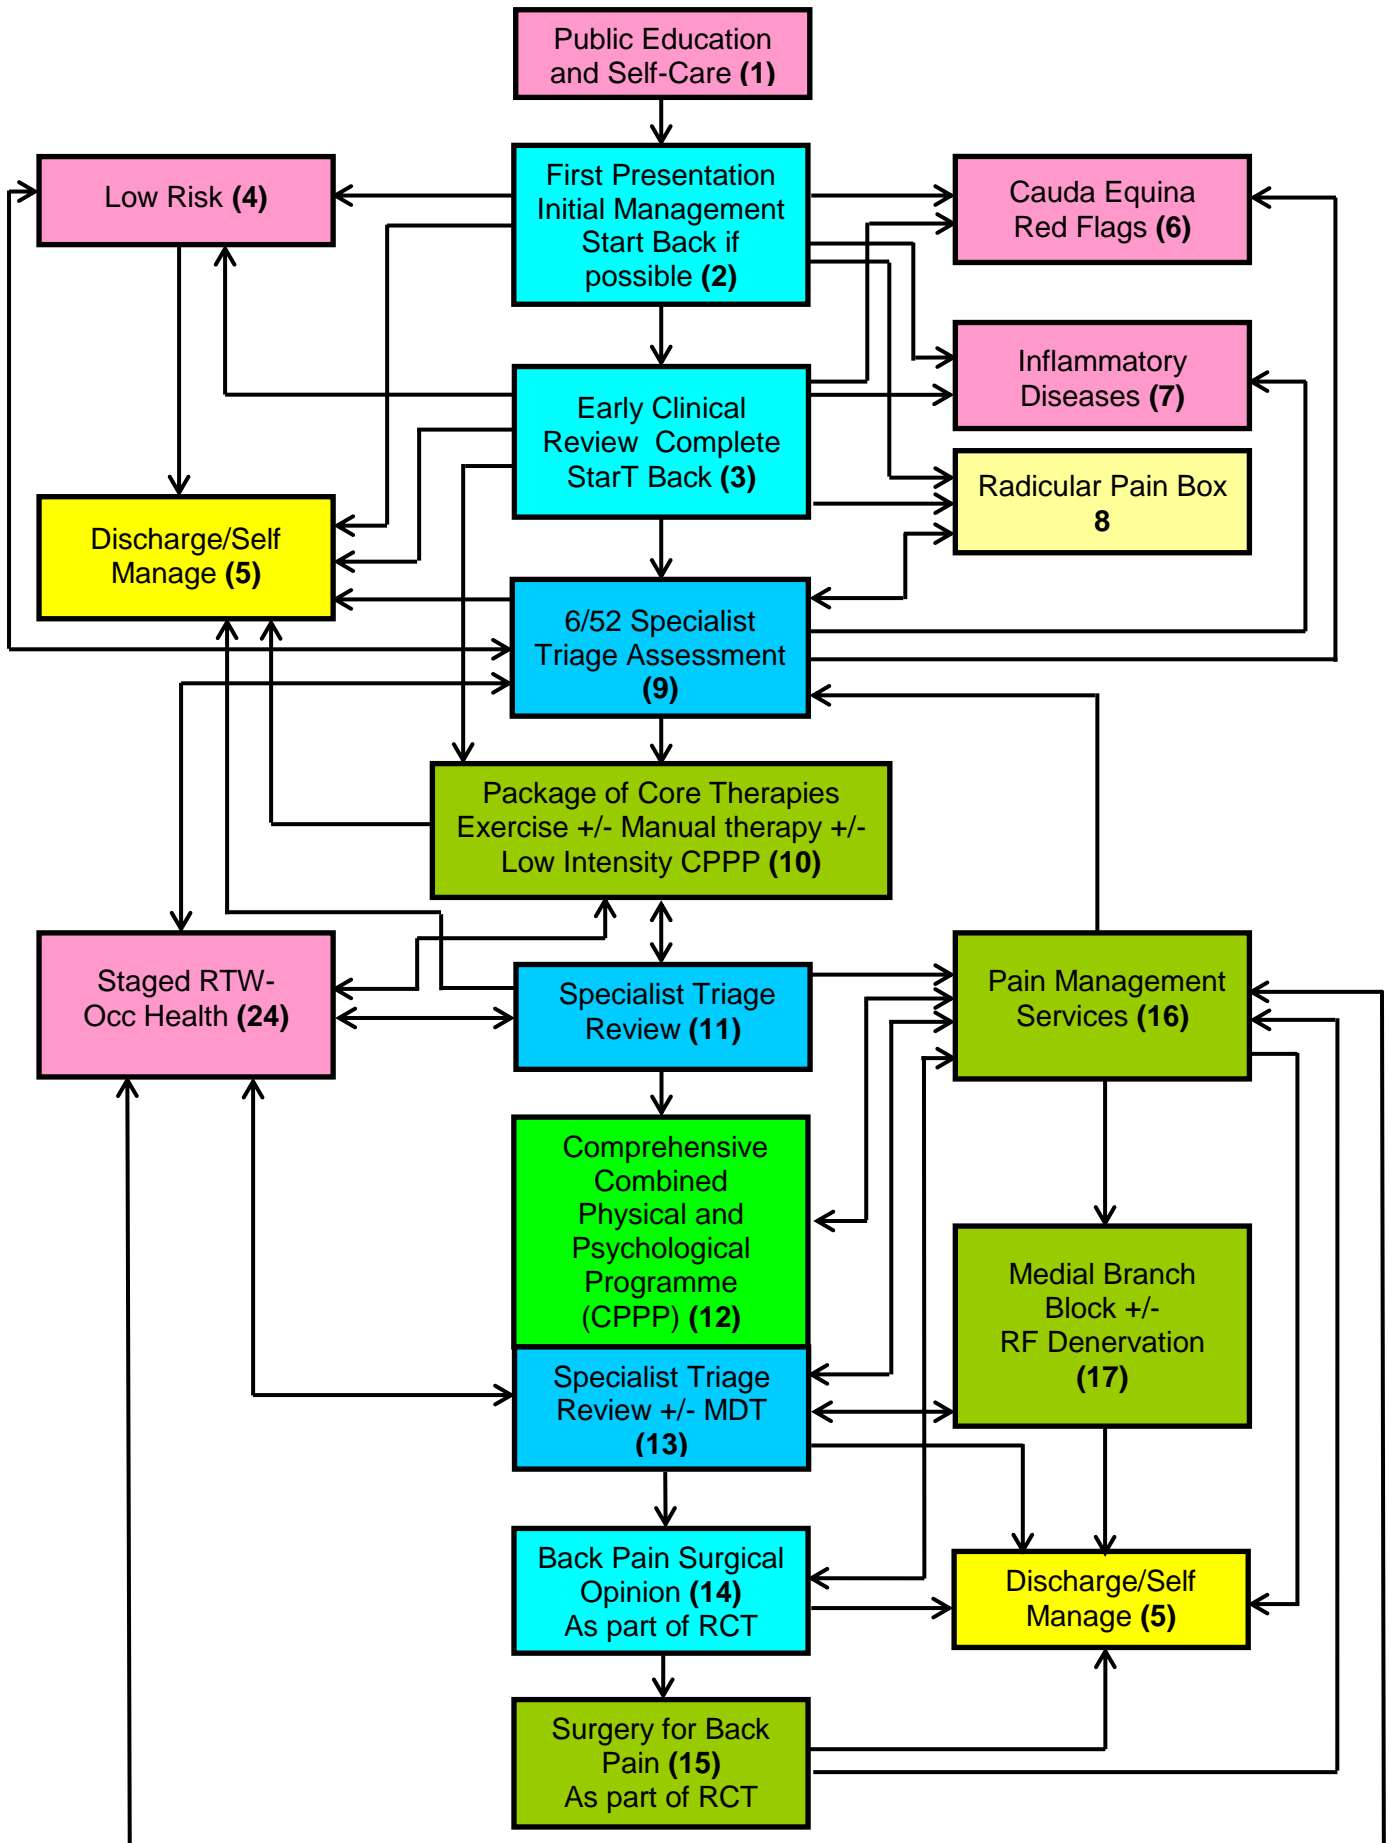 Public Education
and Self-Care (1)
First Presentation
Initial Management
Start Back if
possible (2)
Low Risk (4)
Cauda Equina
Red Flags (6)
Inflammatory
Diseases (7)
Early Clinical
Review  Complete
StarT Back (3)
Radicular Pain Box
8
Discharge/Self
Manage (5)
6/52 Specialist
Triage Assessment
(9)
Package of Core Therapies
Exercise +/- Manual therapy +/-
Low Intensity CPPP (10)
Staged RTW-
Occ Health (24)
Specialist Triage
Review (11)
Pain Management
Services (16)
Comprehensive
Combined
Physical and
Psychological
Programme
(CPPP) (12)
Medial Branch
Block +/-
RF Denervation
(17)
Specialist Triage
Review +/- MDT
(13)
Back Pain Surgical
Opinion (14)
As part of RCT
Discharge/Self
Manage (5)
Surgery for Back
Pain (15)
As part of RCT